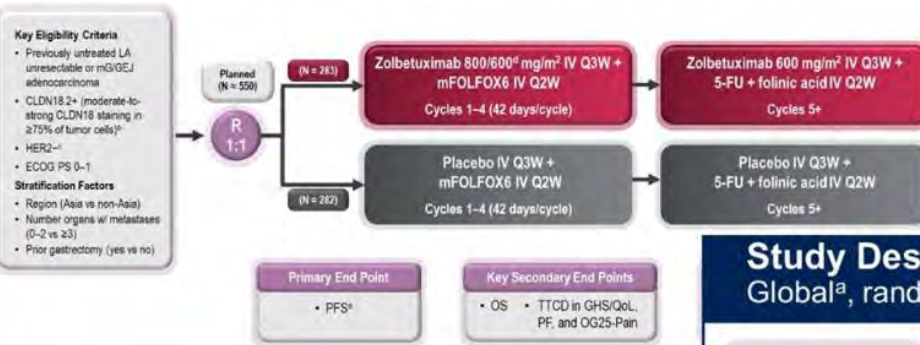 Key Eligibility Criteria
• Previously untreated LA
unresectable or mG/GEJ
adenocarcinoma
• CLDN18.2+ (moderate-to-
strong CLDN18 staining in
≥75% of tumor cells)ᵇ
• HER2–ᶜ
• ECOG PS 0–1
Stratification Factors
• Region (Asia vs non-Asia)
• Number organs w/ metastases
(0–2 vs ≥3)
• Prior gastrectomy (yes vs no)
Planned
(N = 550)
R
1:1
(N = 283)
(N = 282)
Zolbetuximab 800/600ᵈ mg/m² IV Q3W +
mFOLFOX6 IV Q2W
Cycles 1–4 (42 days/cycle)
Zolbetuximab 600 mg/m² IV Q3W +
5-FU + folinic acid IV Q2W
Cycles 5+
Placebo IV Q3W +
mFOLFOX6 IV Q2W
Cycles 1–4 (42 days/cycle)
Placebo IV Q3W +
5-FU + folinic acid IV Q2W
Cycles 5+
Primary End Point
• PFSᵉ
Key Secondary End Points
• OS • TTCD in GHS/QoL,
PF, and OG25-Pain
Study Des
Globalᵃ, rand